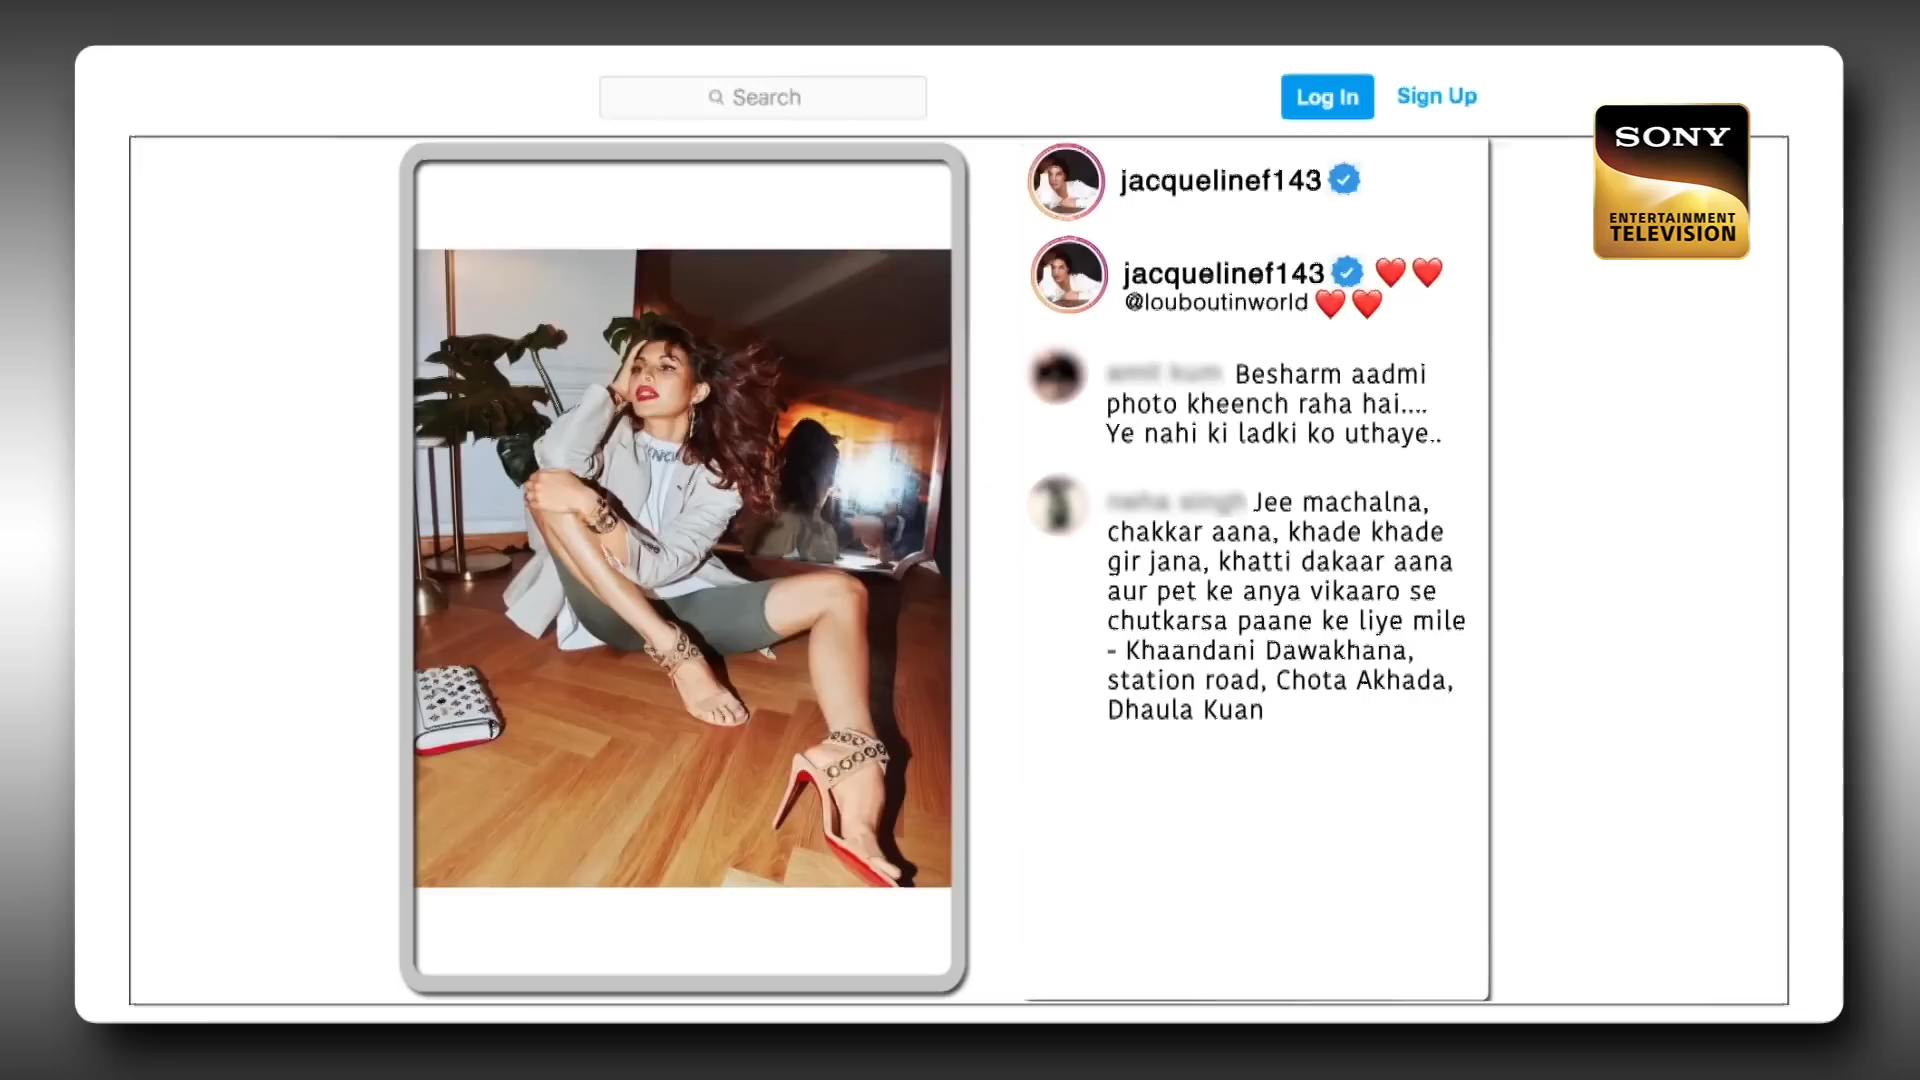 Search
Log In
Sign Up
SONY
ENTERTAINMENT
TELEVISION
jacquelinef143
jacquelinef143 ❤️❤️
@louboutinworld ❤️❤️
Besharm aadmi
photo kheench raha hai....
Ye nahi ki ladki ko uthaye..
Jee machalna,
chakkar aana, khade khade
gir jana, khatti dakaar aana
aur pet ke anya vikaaro se
chutkarsa paane ke liye mile
- Khaandani Dawakhana,
station road, Chota Akhada,
Dhaula Kuan